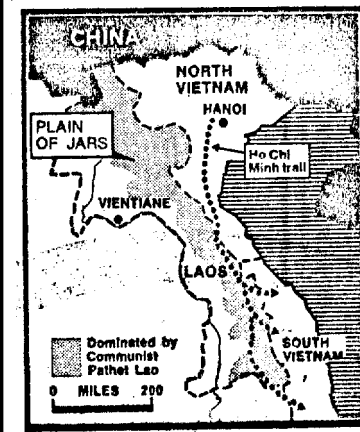 CHINA
NORTH
VIETNAM
HANOI
PLAIN
OF JARS
Ho Chi
Minh trail
VIENTIANE
LAOS
SOUTH
VIETNAM
Dominated by
Communist
Pathet Lao
0 MILES 200